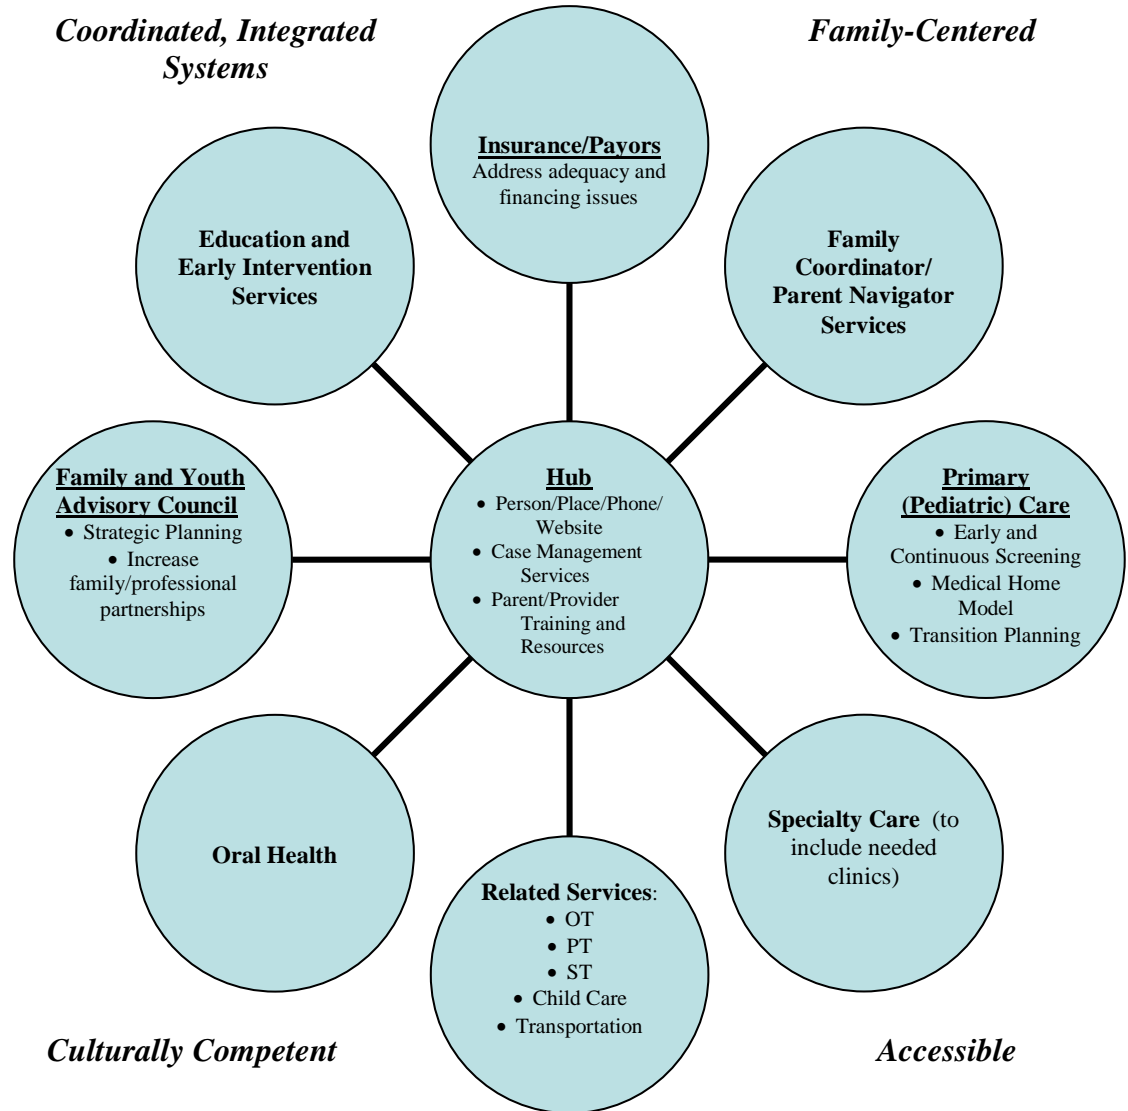 Coordinated, Integrated
Systems
Family-Centered
Insurance/Payors
Address adequacy and
financing issues
Education and
Early Intervention
Services
Family
Coordinator/
Parent Navigator
Services
Family and Youth
Advisory Council
• Strategic Planning
• Increase
family/professional
partnerships
Hub
• Person/Place/Phone/
Website
• Case Management
Services
• Parent/Provider
Training and
Resources
Primary
(Pediatric) Care
• Early and
Continuous Screening
• Medical Home
Model
• Transition Planning
Oral Health
Related Services:
• OT
• PT
• ST
• Child Care
• Transportation
Specialty Care (to
include needed
clinics)
Culturally Competent
Accessible